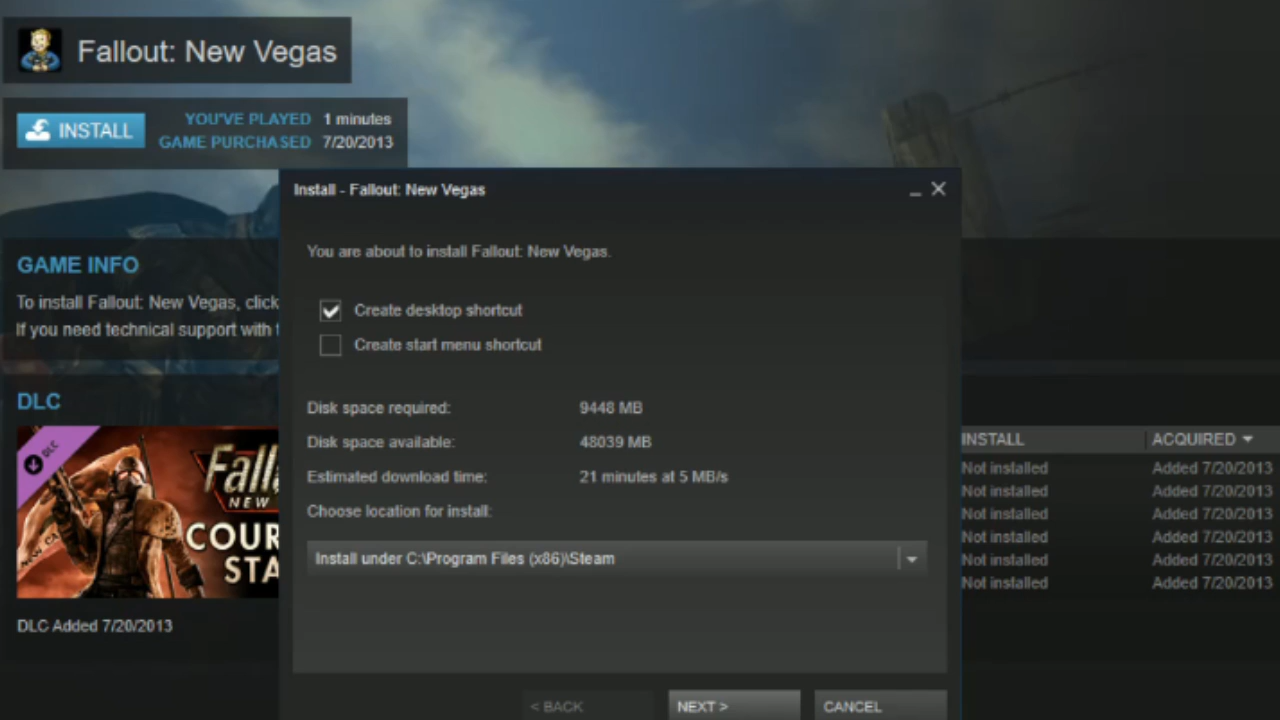 Fallout: New Vegas
INSTALL
YOU'VE PLAYED 1 minutes
GAME PURCHASED 7/20/2013
Install - Fallout: New Vegas
You are about to install Fallout: New Vegas.
GAME INFO
To install Fallout: New Vegas, click
If you need technical support with
Create desktop shortcut
Create start menu shortcut
DLC
DLC
Fall
NEW
COUR
STA
DLC Added 7/20/2013
Disk space required: 9448 MB
Disk space available: 48039 MB
Estimated download time: 21 minutes at 5 MB/s
Choose location for install:
Install under C:\Program Files (x86)\Steam
INSTALL ACQUIRED
Not installed Added 7/20/2013
Not installed Added 7/20/2013
Not installed Added 7/20/2013
Not installed Added 7/20/2013
Not installed Added 7/20/2013
Not installed Added 7/20/2013
< BACK NEXT > CANCEL